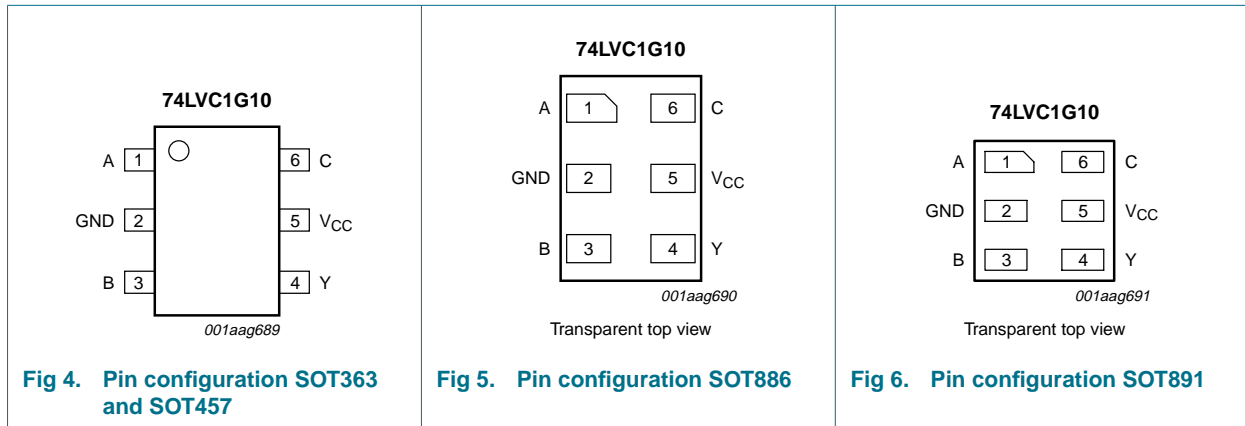 74LVC1G10
A 1 6 C
GND 2 5 VCC
B 3 4 Y
001aag689
Fig 4. Pin configuration SOT363
and SOT457
74LVC1G10
A 1 6 C
GND 2 5 VCC
B 3 4 Y
001aag690
Transparent top view
Fig 5. Pin configuration SOT886
74LVC1G10
A 1 6 C
GND 2 5 VCC
B 3 4 Y
001aag691
Transparent top view
Fig 6. Pin configuration SOT891